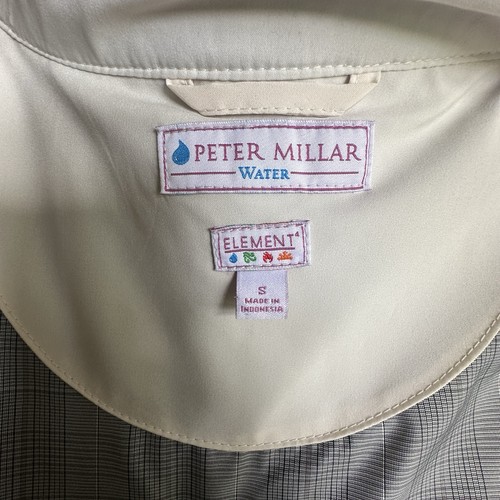 PETER MILLAR
WATER
ELEMENT4
S
MADE IN
INDONESIA